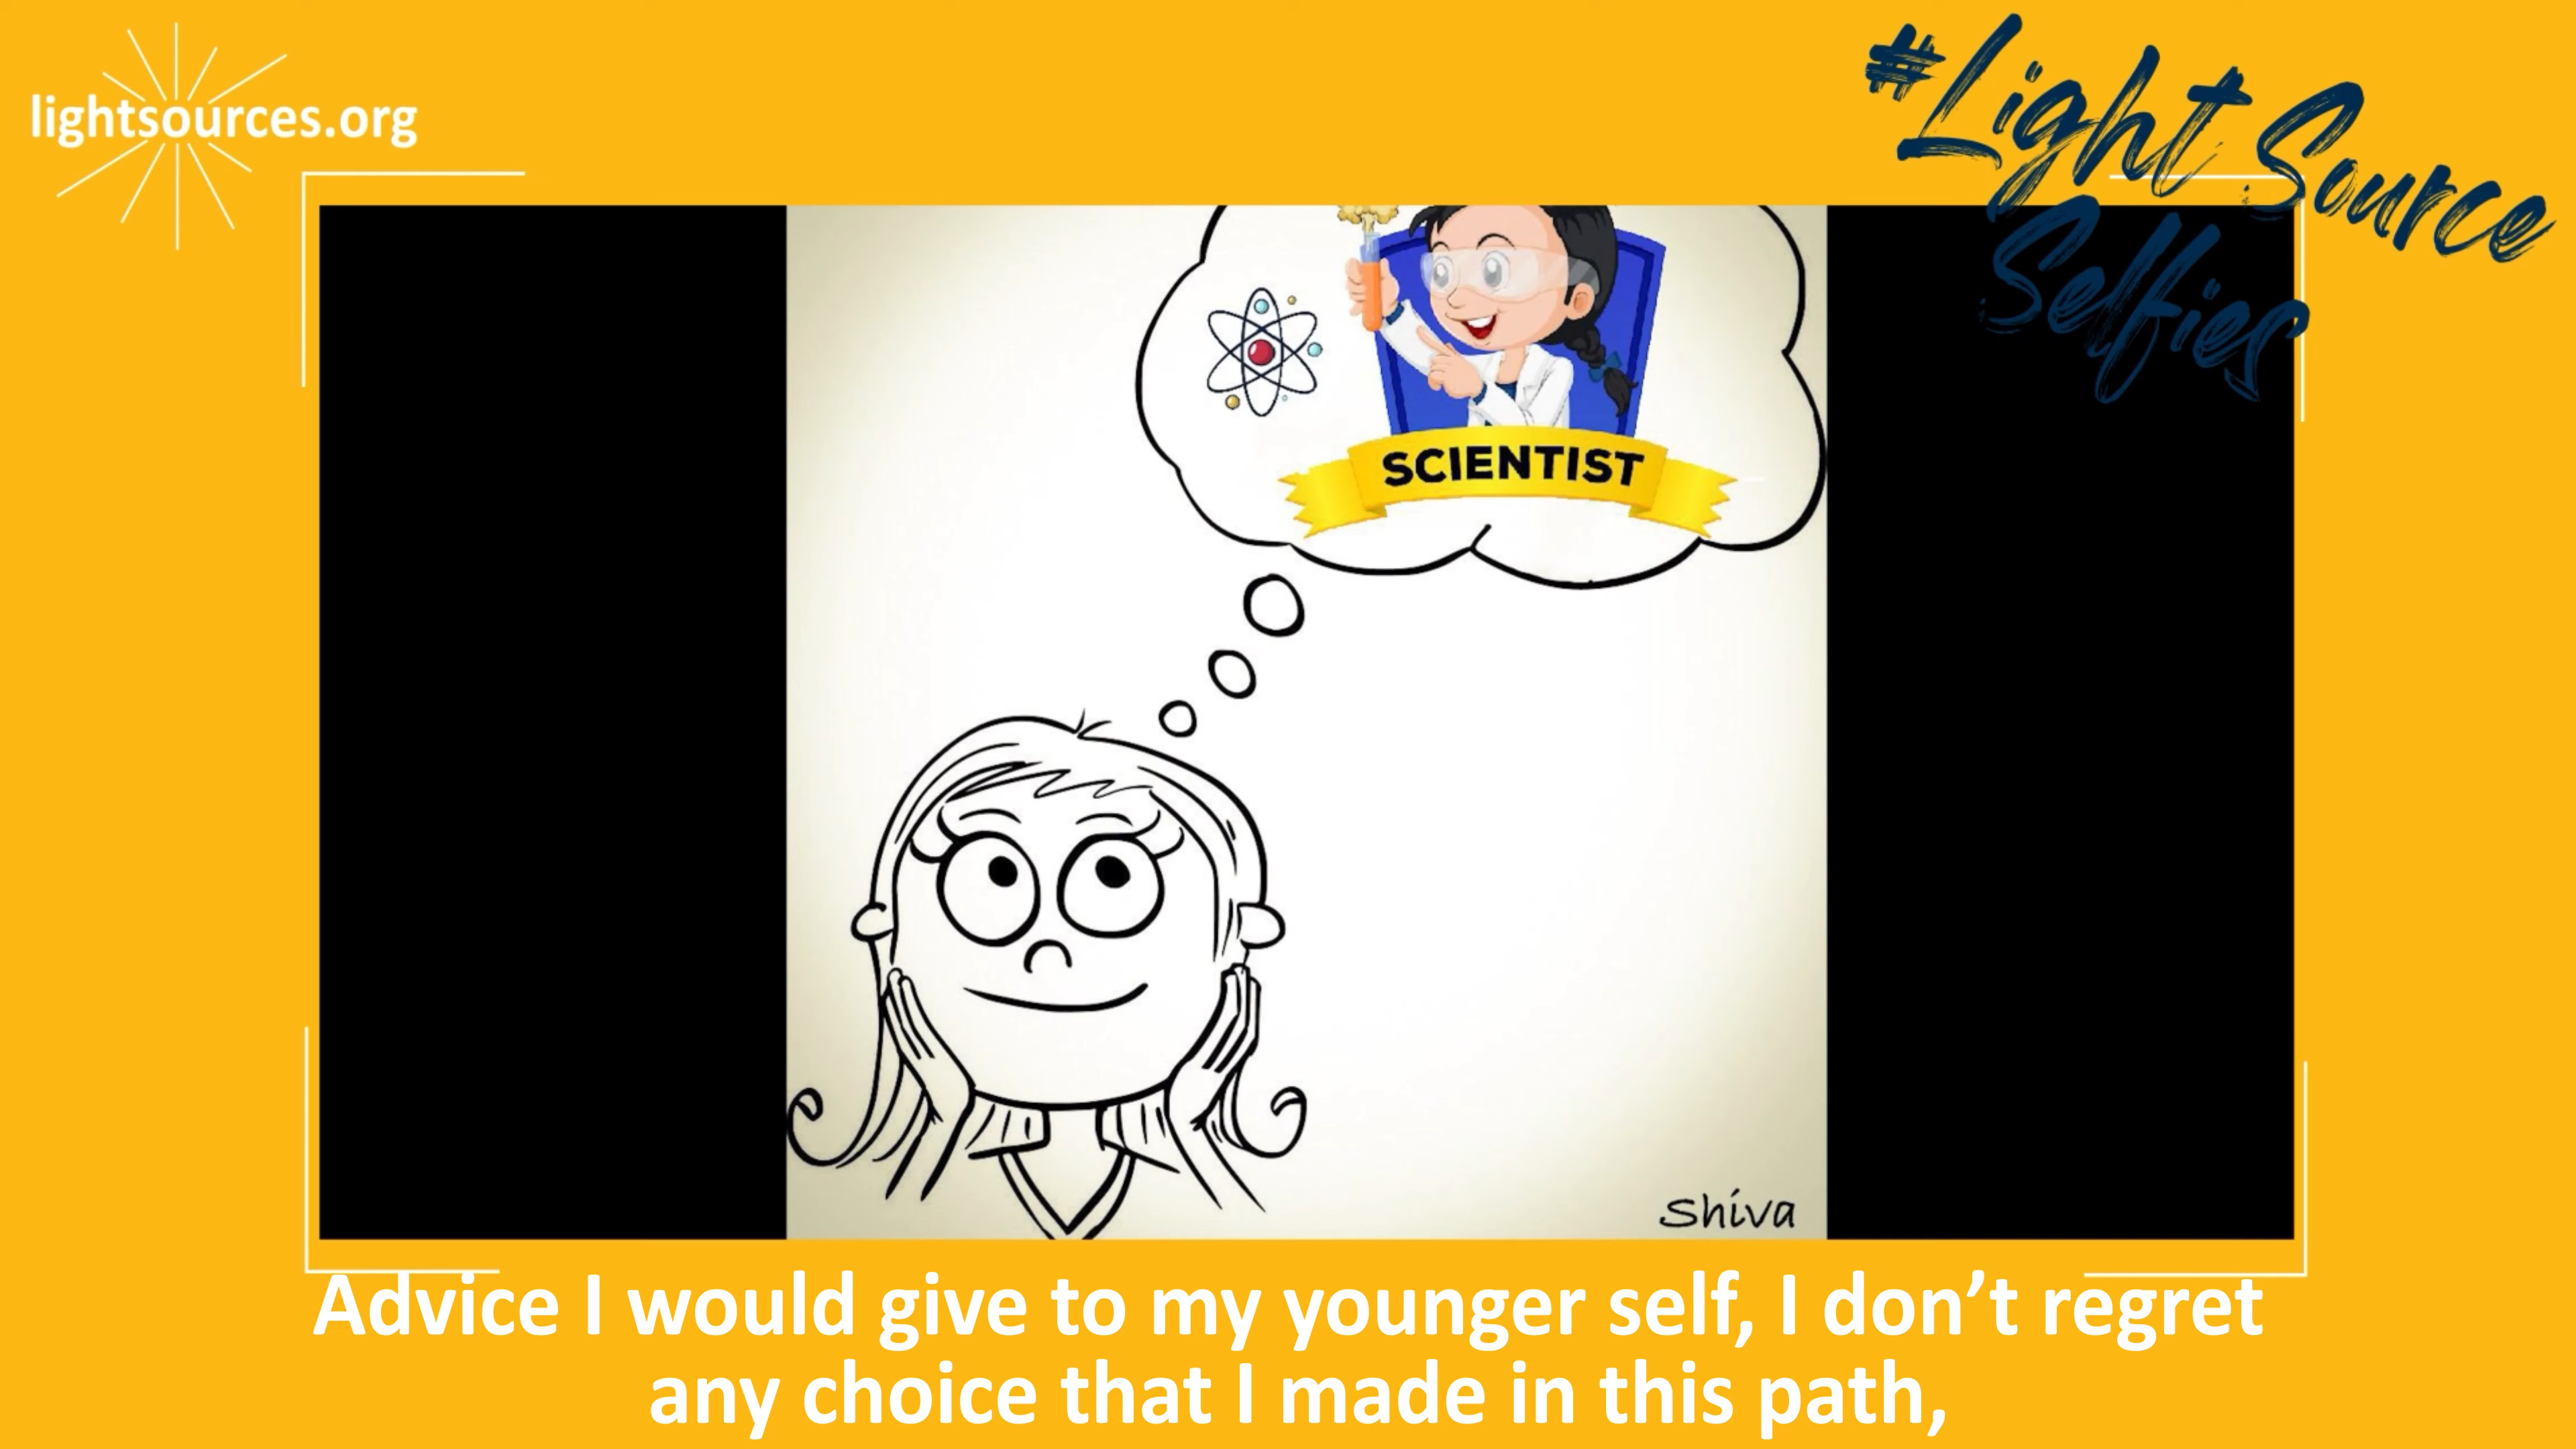 lightsources.org
#Light Source
Selfies
SCIENTIST
Shiva
Advice I would give to my younger self, I don’t regret
any choice that I made in this path,